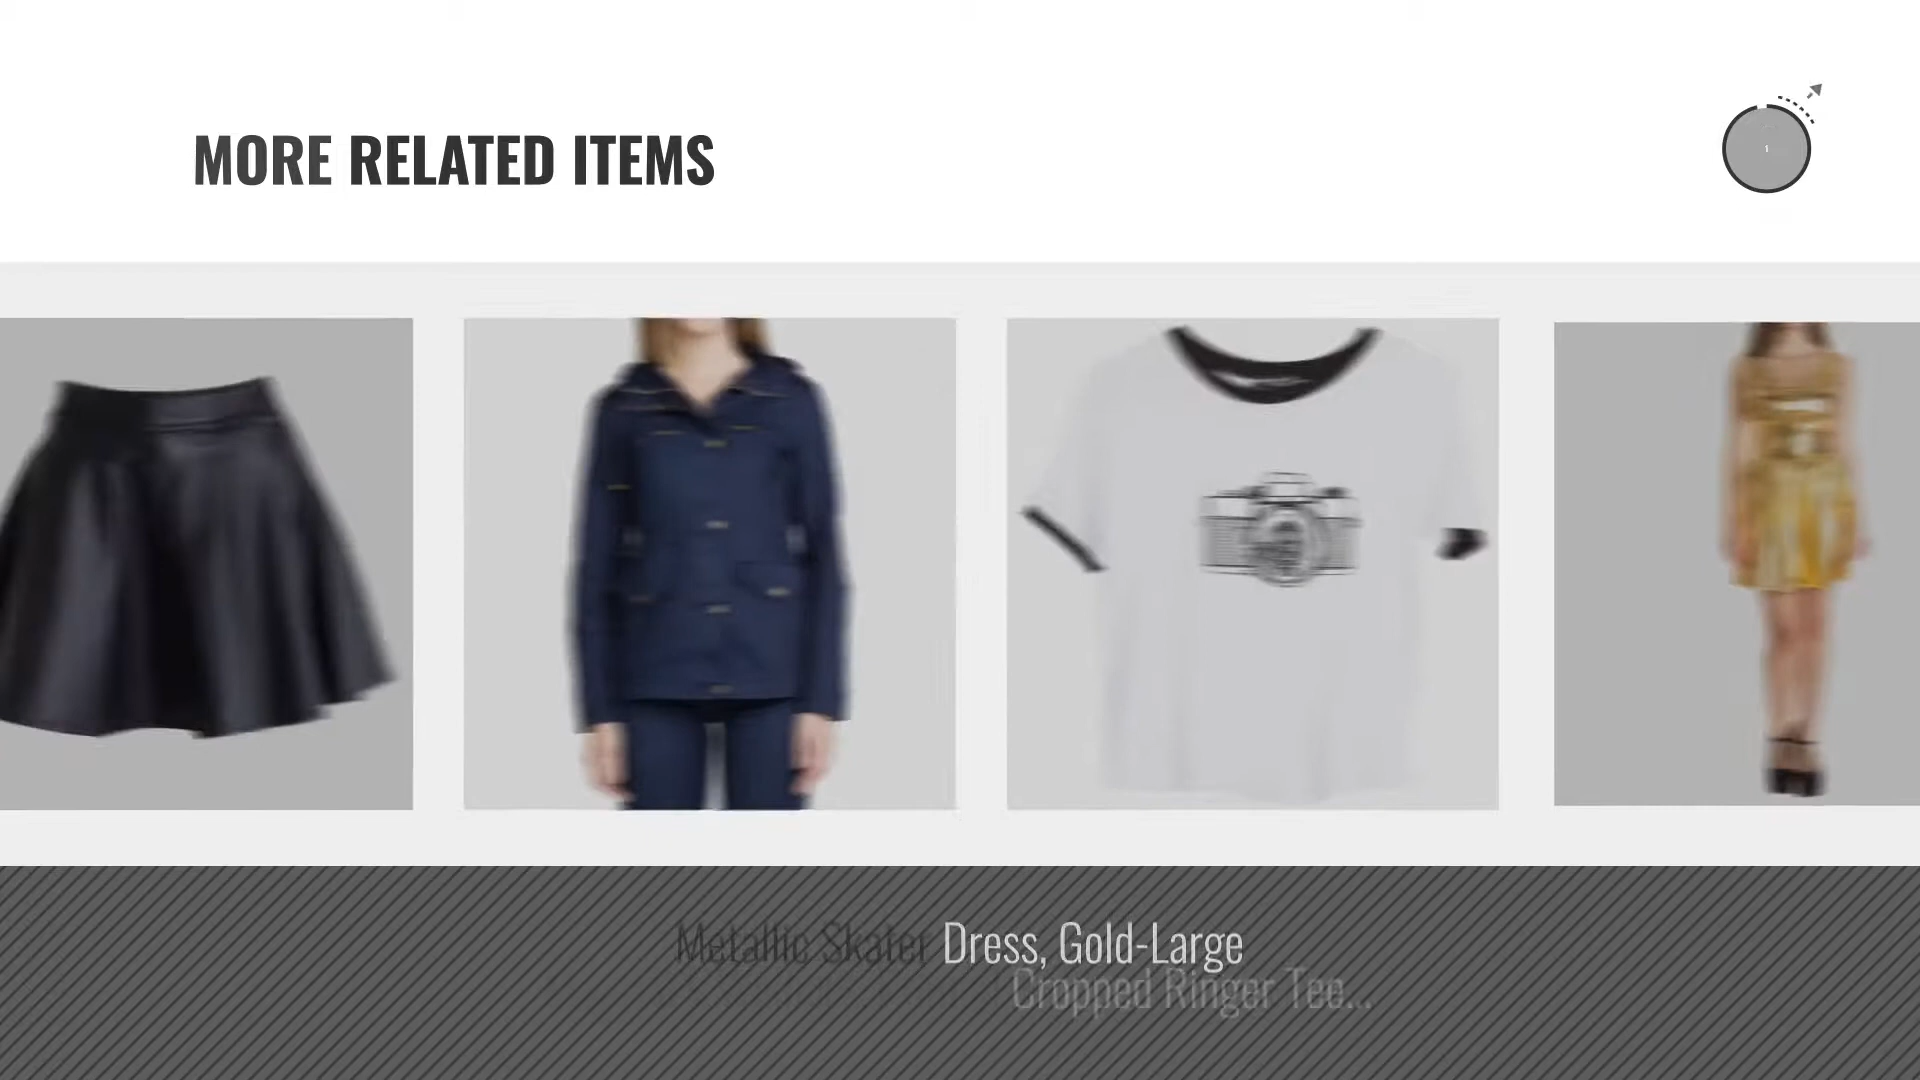 MORE RELATED ITEMS
Metallic Skater Dress, Gold-Large
Cropped Ringer Tee...